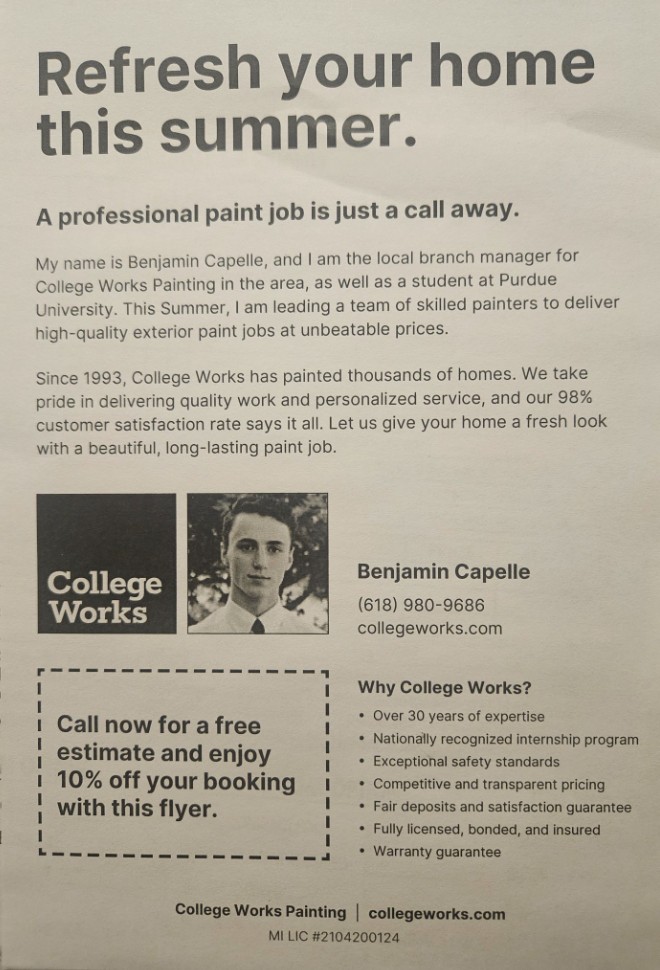 Refresh your home
this summer.
A professional paint job is just a call away.
My name is Benjamin Capelle, and I am the local branch manager for
College Works Painting in the area, as well as a student at Purdue
University. This Summer, I am leading a team of skilled painters to deliver
high-quality exterior paint jobs at unbeatable prices.
Since 1993, College Works has painted thousands of homes. We take
pride in delivering quality work and personalized service, and our 98%
customer satisfaction rate says it all. Let us give your home a fresh look
with a beautiful, long-lasting paint job.
College
Works
Benjamin Capelle
(618) 980-9686
collegeworks.com
Call now for a free
estimate and enjoy
10% off your booking
with this flyer.
Why College Works?
• Over 30 years of expertise
• Nationally recognized internship program
• Exceptional safety standards
• Competitive and transparent pricing
• Fair deposits and satisfaction guarantee
• Fully licensed, bonded, and insured
• Warranty guarantee
College Works Painting | collegeworks.com
MI LIC #2104200124